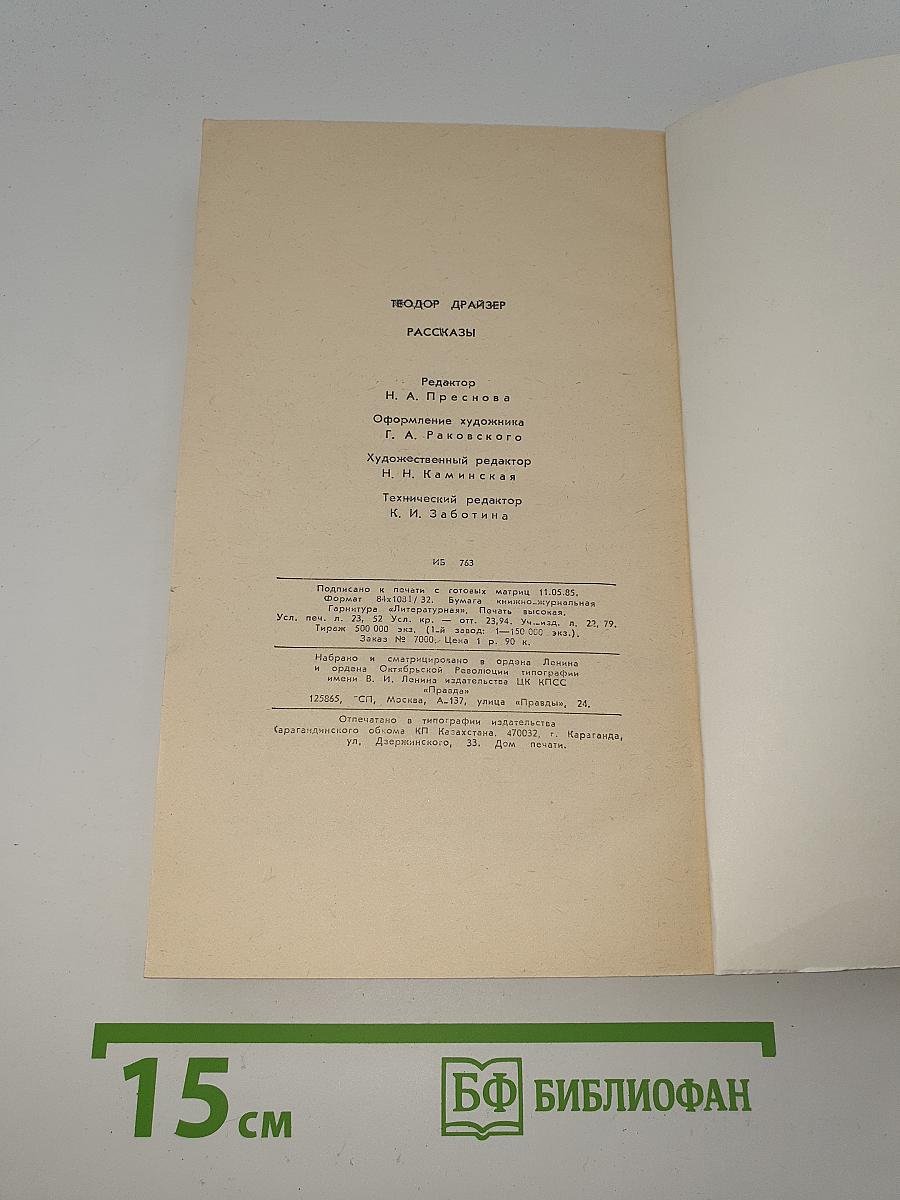 ТЕОДОР ДРАЙЗЕР
РАССКАЗЫ
Редактор
Н. А. Преснова
Оформление художника
Г. А. Раковского
Художественный редактор
Н. Н. Каминская
Технический редактор
К. И. Заботина
ИБ 763
Подписано к печати с готовых матриц 11.05.85.
Формат 84х1081/32. Бумага книжно-журнальная
Гарнитура «Литературная». Печать высокая.
Усл. печ. л. 23, 52 Усл. кр. — отт. 23,94. Уч.-изд. л. 22, 79.
Тираж 500 000 экз. (1-й завод: 1—150 000 экз.).
Заказ № 7000. Цена 1 р. 90 к.
Набрано и сматрицировано в ордена Ленина
и ордена Октябрьской Революции типографии
имени В. И. Ленина издательства ЦК КПСС
«Правда»
125865, ГСП, Москва, А-137, улица «Правды», 24.
Отпечатано в типографии издательства
Карагандинского обкома КП Казахстана. 470032, г. Караганда,
ул. Дзержинского, 33. Дом печати.
15 см
БФ БИБЛИОФАН